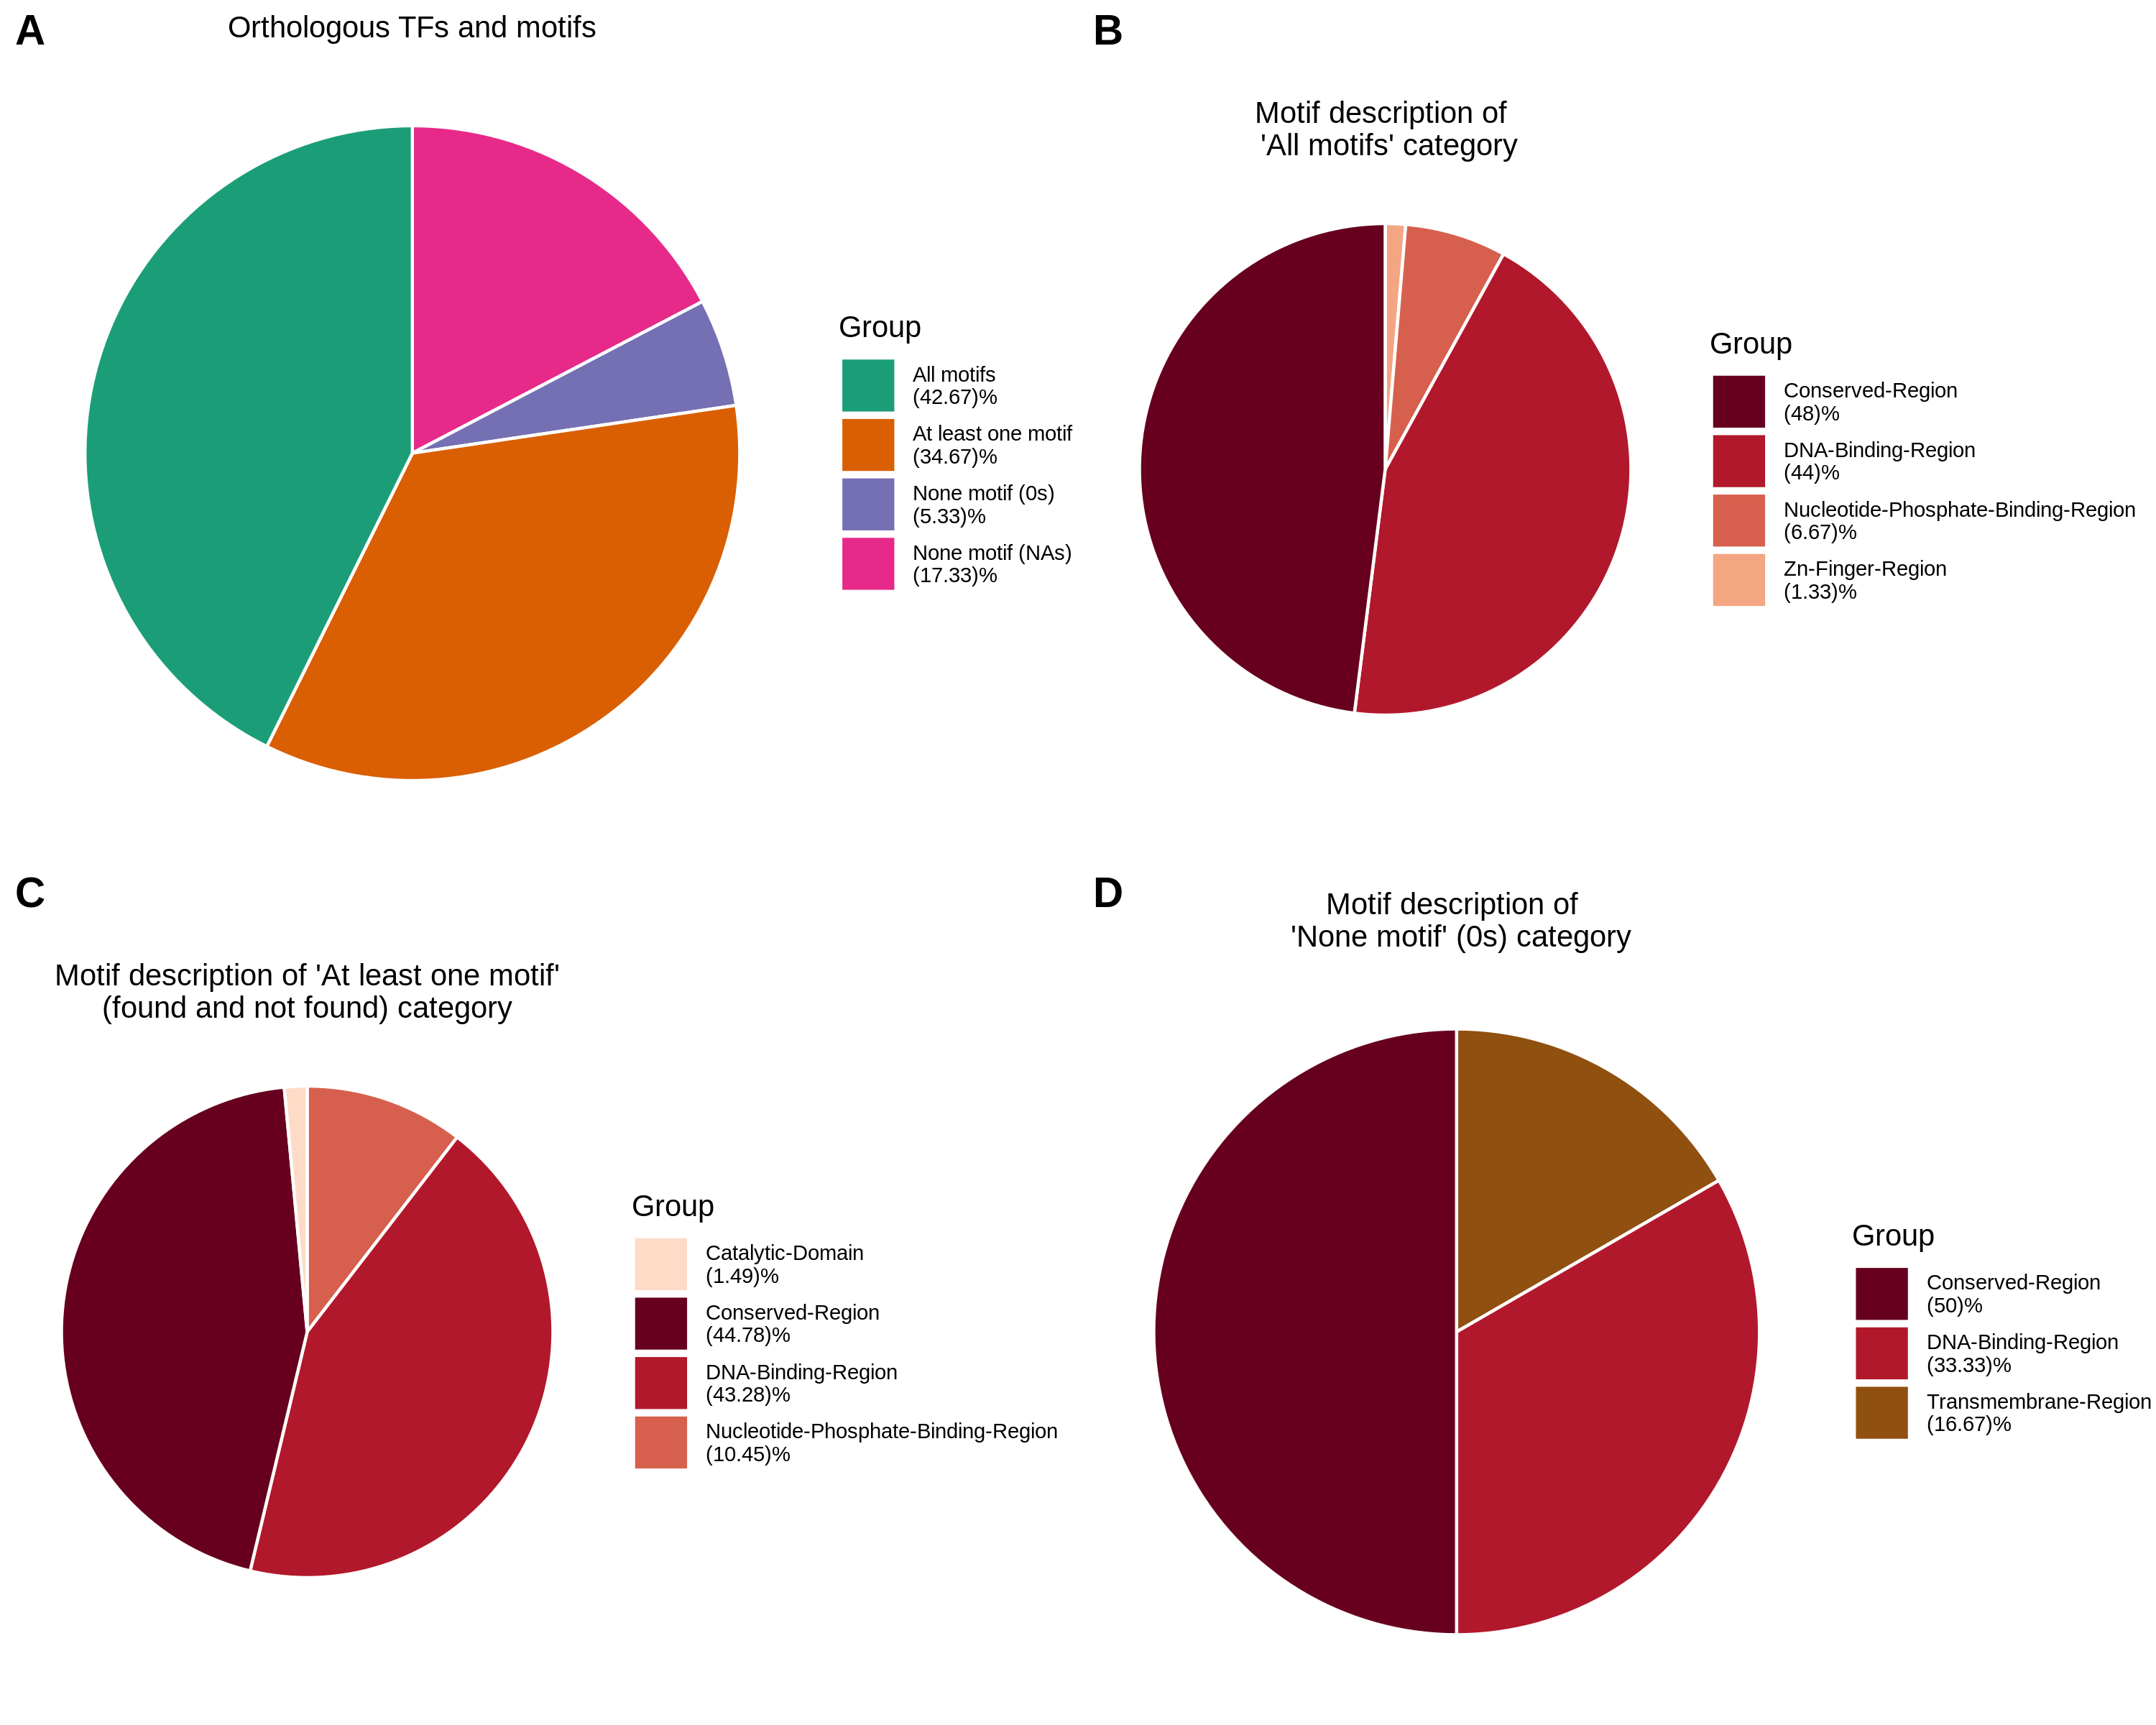 A
Orthologous TFs and motifs
Group
All motifs
(42.67)%
At least one motif
(34.67)%
None motif (0s)
(5.33)%
None motif (NAs)
(17.33)%
B
Motif description of
'All motifs' category
Group
Conserved-Region
(48)%
DNA-Binding-Region
(44)%
Nucleotide-Phosphate-Binding-Region
(6.67)%
Zn-Finger-Region
(1.33)%
C
Motif description of 'At least one motif'
(found and not found) category
Group
Catalytic-Domain
(1.49)%
Conserved-Region
(44.78)%
DNA-Binding-Region
(43.28)%
Nucleotide-Phosphate-Binding-Region
(10.45)%
D
Motif description of
'None motif' (0s) category
Group
Conserved-Region
(50)%
DNA-Binding-Region
(33.33)%
Transmembrane-Region
(16.67)%